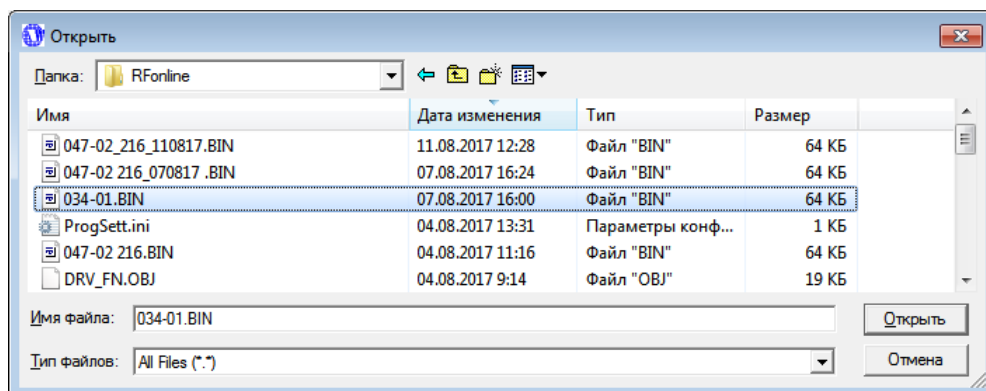 Открыть
Папка: RFonline
Имя Дата изменения Тип Размер
047-02_216_110817.BIN 11.08.2017 12:28 Файл "BIN" 64 КБ
047-02 216_070817 .BIN 07.08.2017 16:24 Файл "BIN" 64 КБ
034-01.BIN 07.08.2017 16:00 Файл "BIN" 64 КБ
ProgSett.ini 04.08.2017 13:31 Параметры конф... 1 КБ
047-02 216.BIN 04.08.2017 11:16 Файл "BIN" 64 КБ
DRV_FN.OBJ 04.08.2017 9:14 Файл "OBJ" 19 КБ
Имя файла: 034-01.BIN Открыть
Тип файлов: All Files (*.*) Отмена